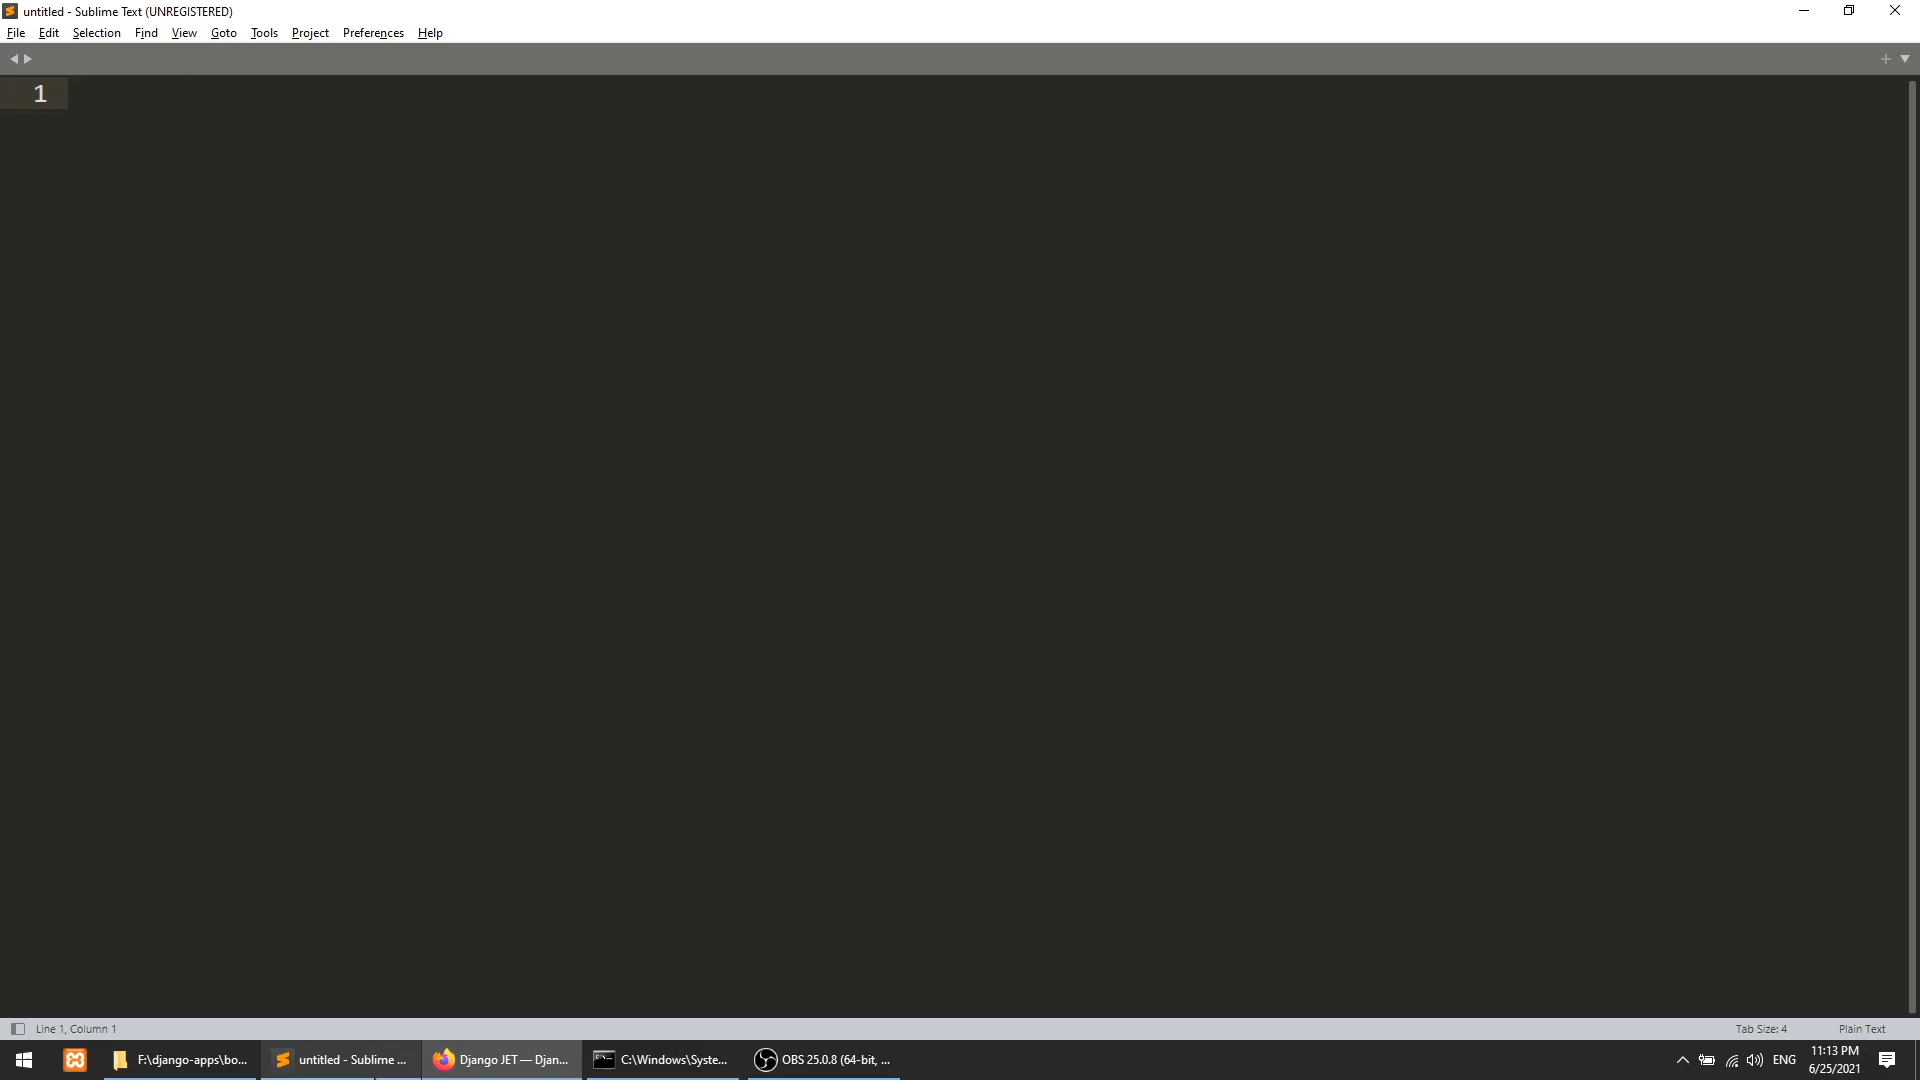 untitled - Sublime Text (UNREGISTERED)
File Edit Selection Find View Goto Tools Project Preferences Help
1
Line 1, Column 1
Tab Size: 4
Plain Text
F:\django-apps\bo...
untitled - Sublime ...
Django JET — Djan...
C:\Windows\Syste...
OBS 25.0.8 (64-bit, ...
ENG
11:13 PM
6/25/2021